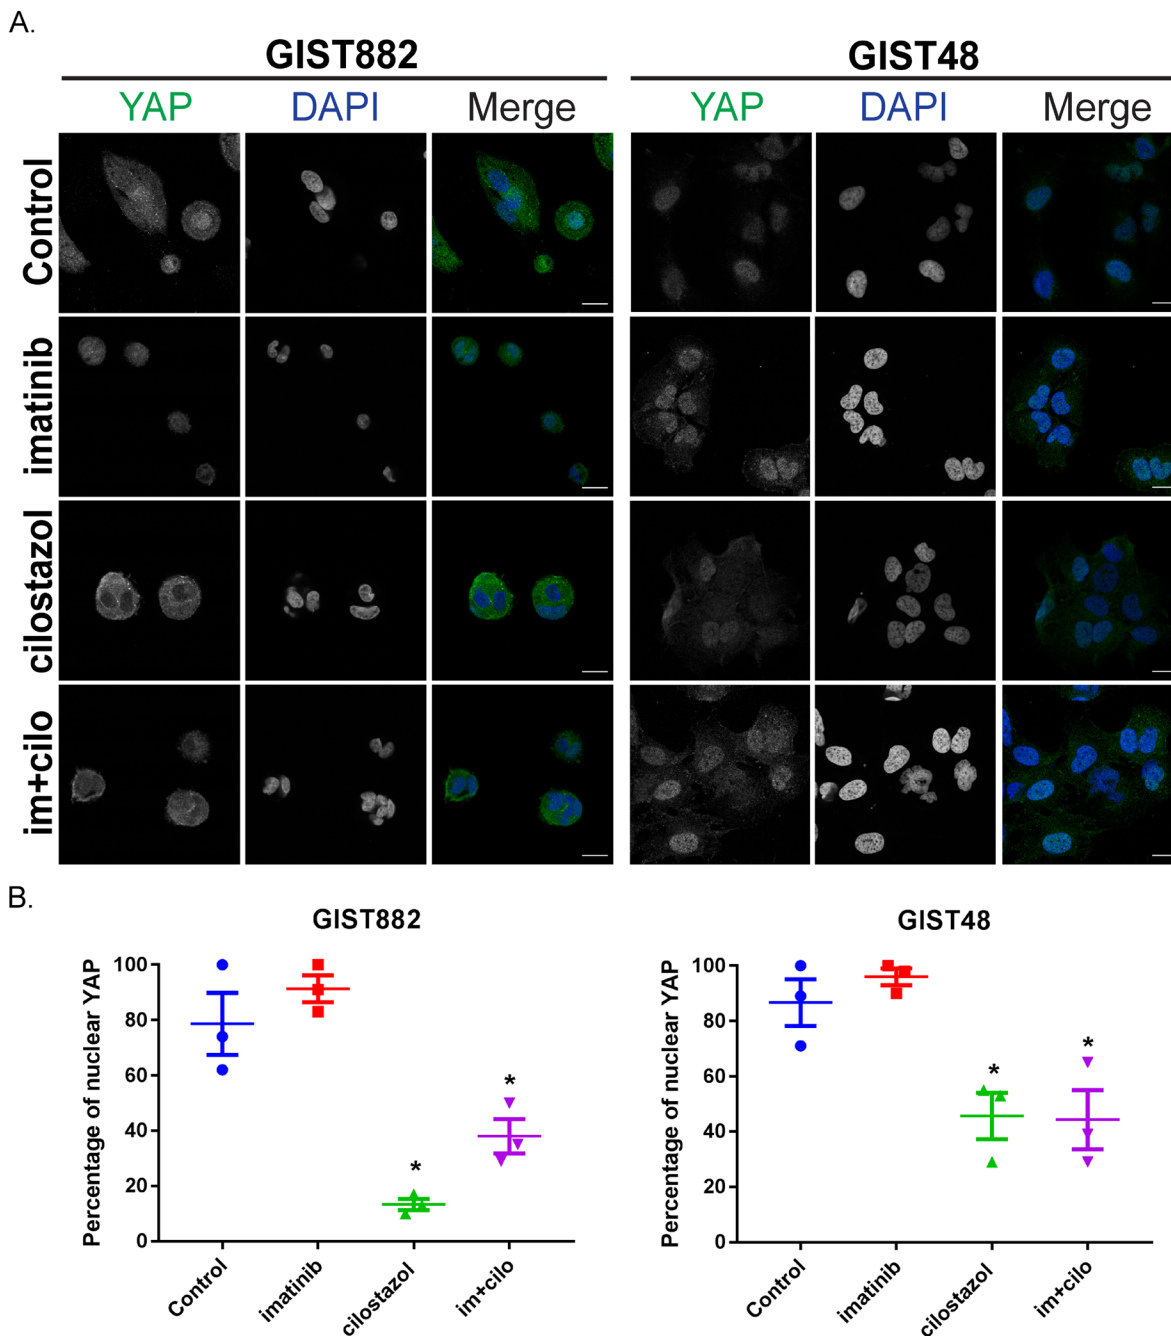 A.
GIST882 GIST48
YAP DAPI Merge YAP DAPI Merge
Control
imatinib
cilostazol
im+cilo
B.
GIST882
Percentage of nuclear YAP
100
80
60
40
20
0
*
*
Control imatinib cilostazol im+cilo
GIST48
Percentage of nuclear YAP
100
80
60
40
20
0
*
*
Control imatinib cilostazol im+cilo